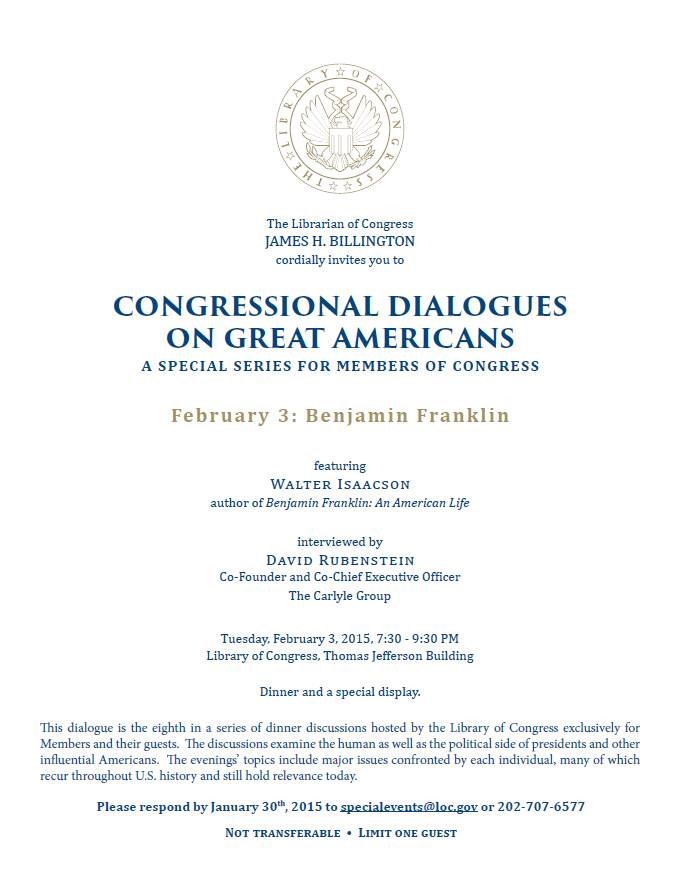 THE LIBRARY OF CONGRESS
The Librarian of Congress
JAMES H. BILLINGTON
cordially invites you to
CONGRESSIONAL DIALOGUES
ON GREAT AMERICANS
A SPECIAL SERIES FOR MEMBERS OF CONGRESS
February 3: Benjamin Franklin
featuring
WALTER ISAACSON
author of Benjamin Franklin: An American Life
interviewed by
DAVID RUBENSTEIN
Co-Founder and Co-Chief Executive Officer
The Carlyle Group
Tuesday, February 3, 2015, 7:30 - 9:30 PM
Library of Congress, Thomas Jefferson Building
Dinner and a special display.
This dialogue is the eighth in a series of dinner discussions hosted by the Library of Congress exclusively for
Members and their guests. The discussions examine the human as well as the political side of presidents and other
influential Americans. The evenings' topics include major issues confronted by each individual, many of which
recur throughout U.S. history and still hold relevance today.
Please respond by January 30th, 2015 to specialevents@loc.gov or 202-707-6577
NOT TRANSFERABLE • LIMIT ONE GUEST